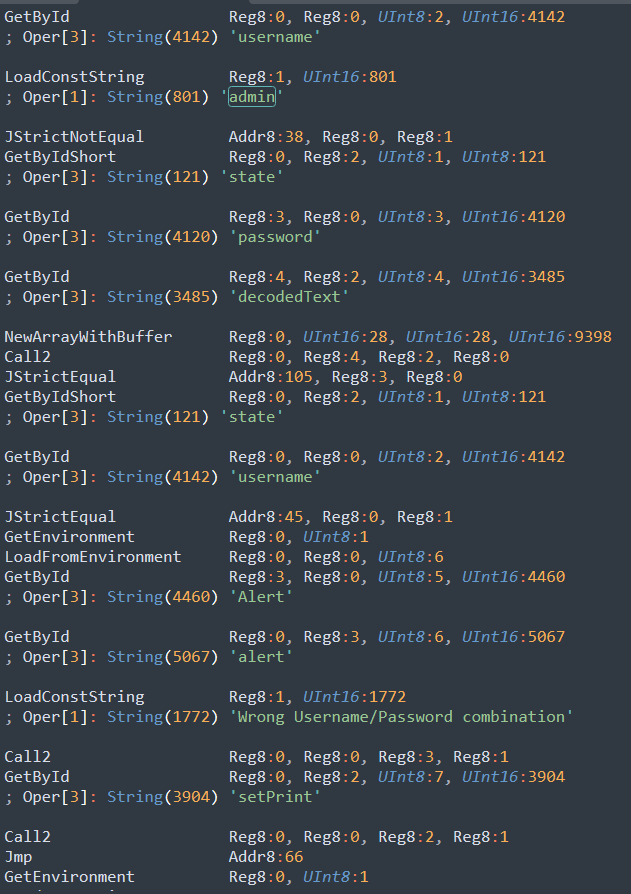 GetById Reg8:0, Reg8:0, UInt8:2, UInt16:4142
; Oper[3]: String(4142) 'username'
LoadConstString Reg8:1, UInt16:801
; Oper[1]: String(801) 'admin'
JStrictNotEqual Addr8:38, Reg8:0, Reg8:1
GetByIdShort Reg8:0, Reg8:2, UInt8:1, UInt8:121
; Oper[3]: String(121) 'state'
GetById Reg8:3, Reg8:0, UInt8:3, UInt16:4120
; Oper[3]: String(4120) 'password'
GetById Reg8:4, Reg8:2, UInt8:4, UInt16:3485
; Oper[3]: String(3485) 'decodedText'
NewArrayWithBuffer Reg8:0, UInt16:28, UInt16:28, UInt16:9398
Call2 Reg8:0, Reg8:4, Reg8:2, Reg8:0
JStrictEqual Addr8:105, Reg8:3, Reg8:0
GetByIdShort Reg8:0, Reg8:2, UInt8:1, UInt8:121
; Oper[3]: String(121) 'state'
GetById Reg8:0, Reg8:0, UInt8:2, UInt16:4142
; Oper[3]: String(4142) 'username'
JStrictEqual Addr8:45, Reg8:0, Reg8:1
GetEnvironment Reg8:0, UInt8:1
LoadFromEnvironment Reg8:0, Reg8:0, UInt8:6
GetById Reg8:3, Reg8:0, UInt8:5, UInt16:4460
; Oper[3]: String(4460) 'Alert'
GetById Reg8:0, Reg8:3, UInt8:6, UInt16:5067
; Oper[3]: String(5067) 'alert'
LoadConstString Reg8:1, UInt16:1772
; Oper[1]: String(1772) 'Wrong Username/Password combination'
Call2 Reg8:0, Reg8:0, Reg8:3, Reg8:1
GetById Reg8:0, Reg8:2, UInt8:7, UInt16:3904
; Oper[3]: String(3904) 'setPrint'
Call2 Reg8:0, Reg8:0, Reg8:2, Reg8:1
Jmp Addr8:66
GetEnvironment Reg8:0, UInt8:1